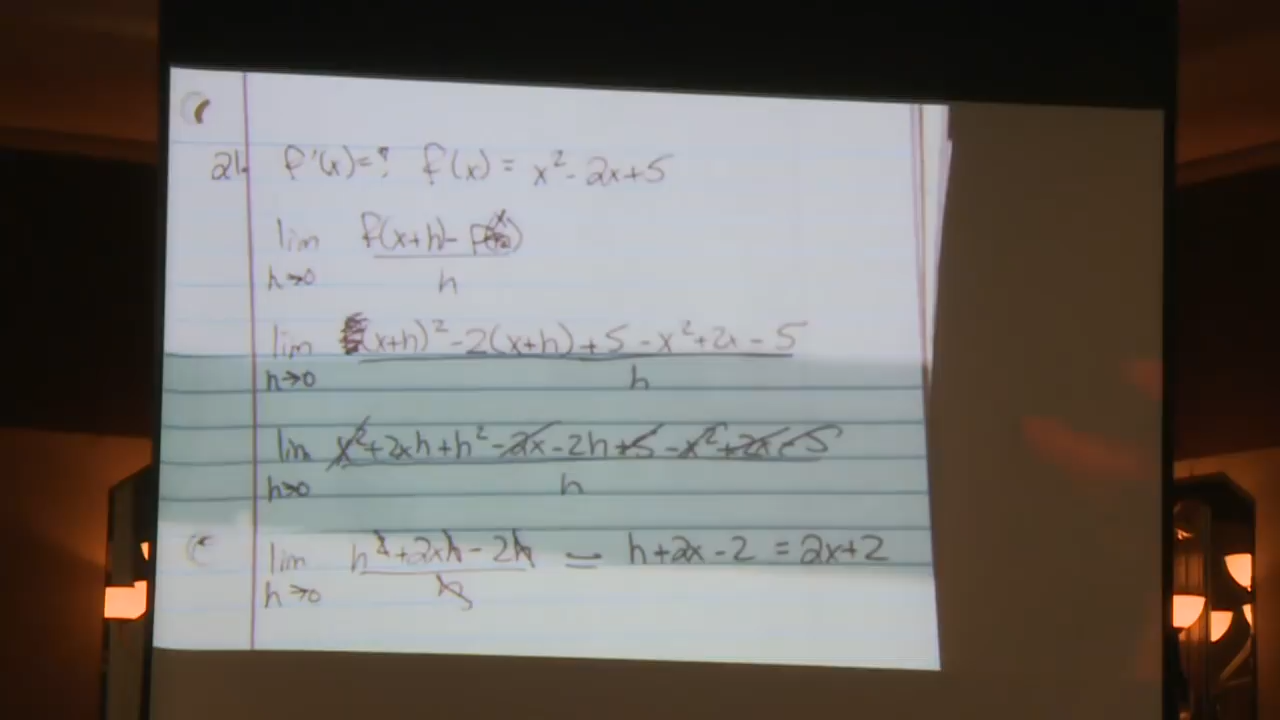 21. f'(x)=? f(x) = x²-2x+5
lim f(x+h)-f(x)
h→0 h
lim (x+h)²-2(x+h)+5-x²+2x-5
h→0 h
lim x²+2xh+h²-2x-2h+5-x²+2x-5
h→0 h
lim h²+2xh-2h = h+2x-2 = 2x+2
h→0 h